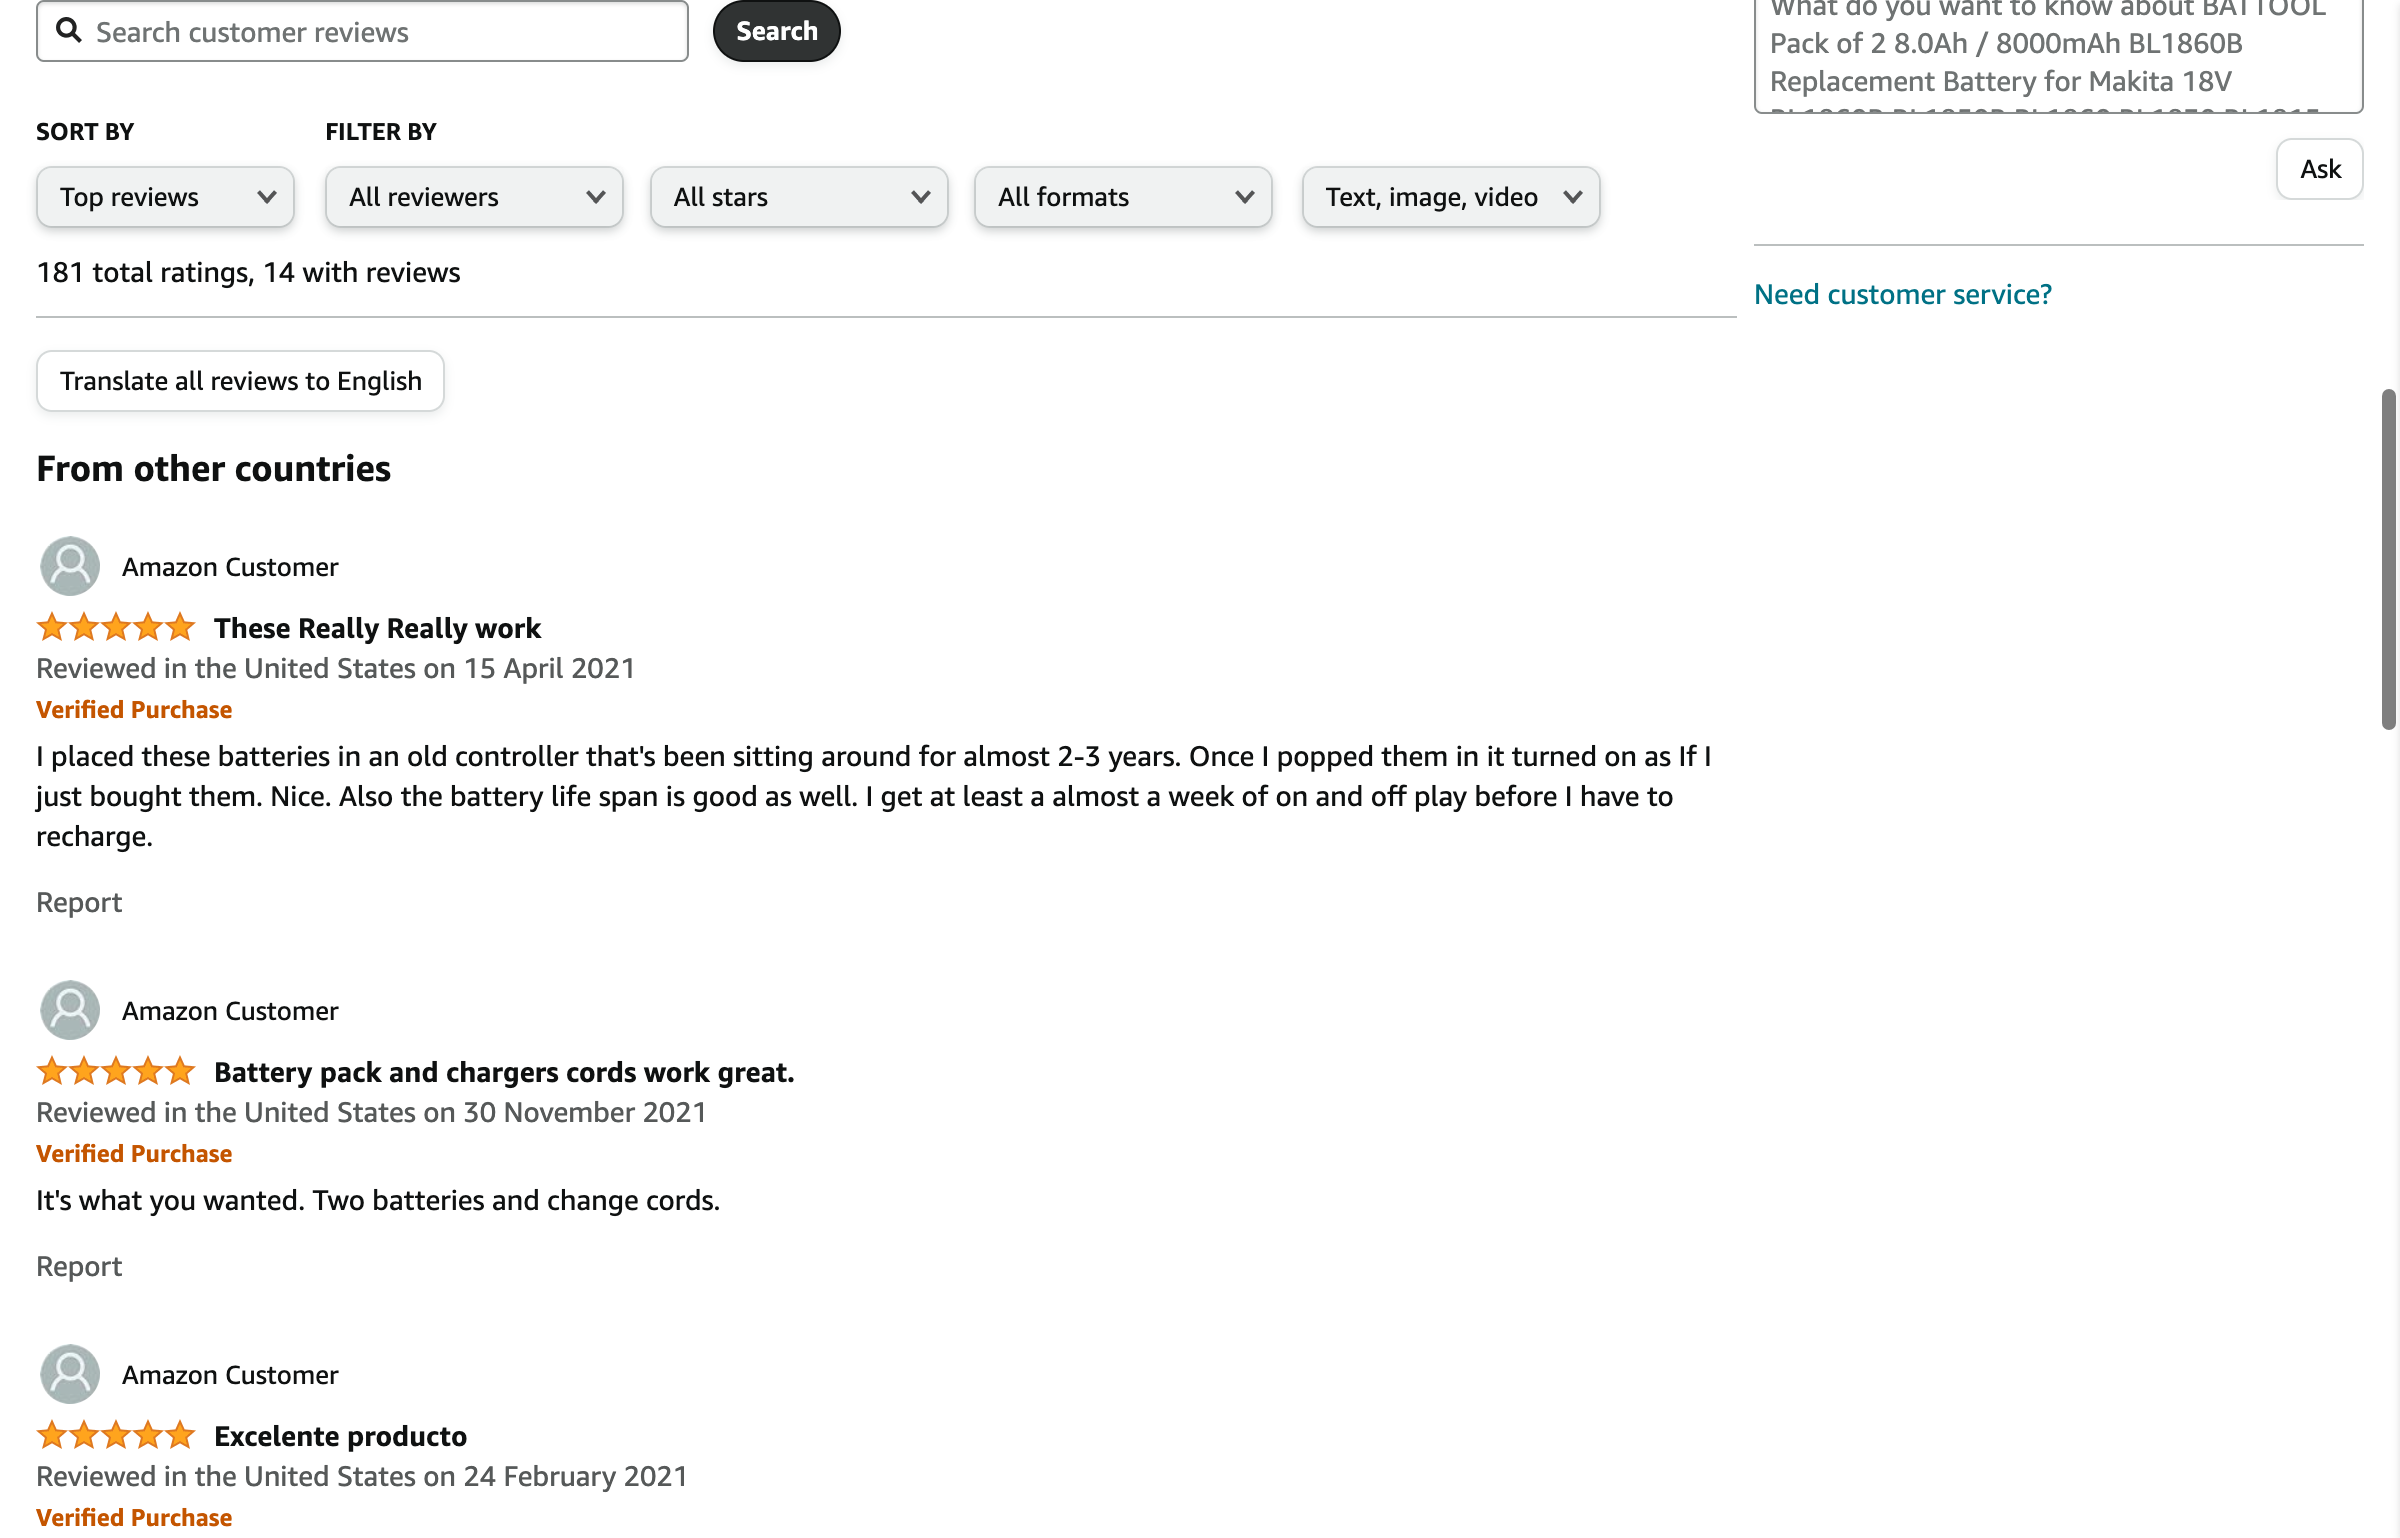 Search customer reviews
Search
SORT BY
FILTER BY
Top reviews
All reviewers
All stars
All formats
Text, image, video
181 total ratings, 14 with reviews
Translate all reviews to English
From other countries
Amazon Customer
These Really Really work
Reviewed in the United States on 15 April 2021
Verified Purchase
I placed these batteries in an old controller that's been sitting around for almost 2-3 years. Once I popped them in it turned on as If I
just bought them. Nice. Also the battery life span is good as well. I get at least a almost a week of on and off play before I have to
recharge.
Report
Amazon Customer
Battery pack and chargers cords work great.
Reviewed in the United States on 30 November 2021
Verified Purchase
It's what you wanted. Two batteries and change cords.
Report
Amazon Customer
Excelente producto
Reviewed in the United States on 24 February 2021
Verified Purchase
What do you want to know about BATTOOL
Pack of 2 8.0Ah / 8000mAh BL1860B
Replacement Battery for Makita 18V
Ask
Need customer service?